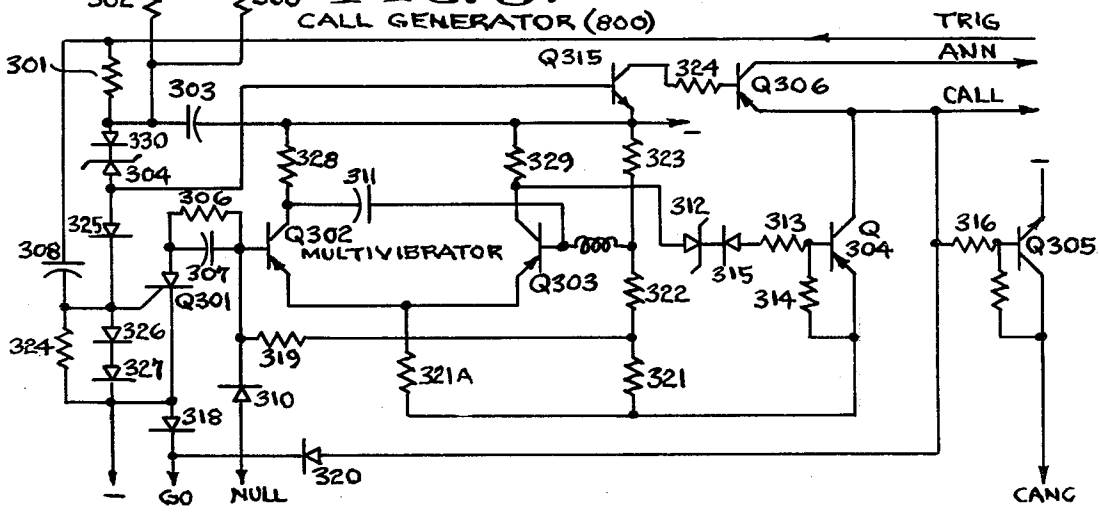 CALL GENERATOR (800)
TRIG
ANN
CALL
301
303
Q315
324
Q306
330
304
328
329
323
311
306
312
313
Q
304
316
325
Q302
MULTIVIBRATOR
308
307
Q303
315
Q305
Q301
322
314
324
326
319
327
321A
321
310
318
320
GO
NULL
CANC